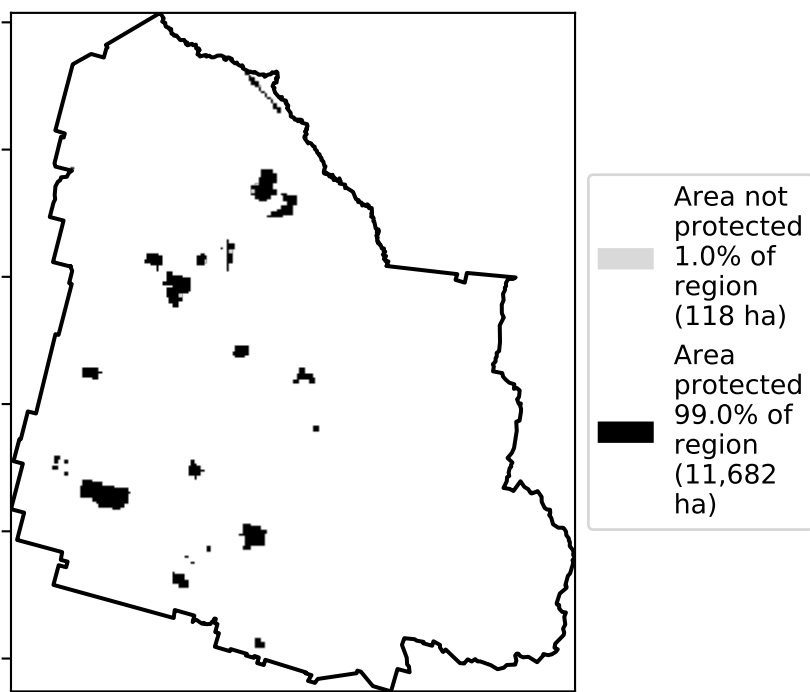 Area not
protected
1.0% of
region
(118 ha)
Area
protected
99.0% of
region
(11,682
ha)